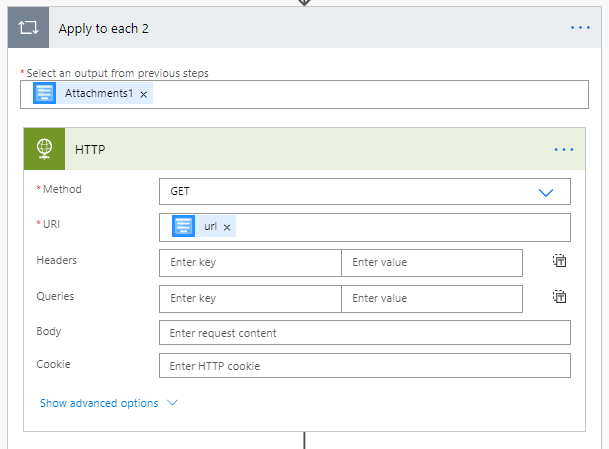 Apply to each 2
* Select an output from previous steps
Attachments1 ×
HTTP
* Method GET
* URI url ×
Headers Enter key Enter value
Queries Enter key Enter value
Body Enter request content
Cookie Enter HTTP cookie
Show advanced options